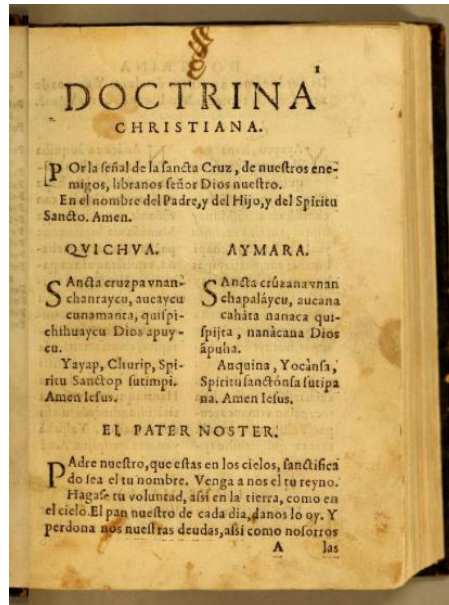 1
DOCTRINA
CHRISTIANA.
POr la señal de la sancta Cruz, de nuestros ene-
migos, libranos señor Dios nuestro.
En el nombre del Padre, y del Hijo, y del Spiritu
Sancto. Amen.
QVICHVA.
SAncta cruzpa vnan-
chanraycu, aucaycu
cunamanta, quispi-
chihuaycu Dios apuy-
cu.
Yayap, Churip, Spi-
ritu Sanctop sutimpi.
Amen Iesus.
AYMARA.
SAncta crúzana vnan
chapaláycu, aucana
cahàta nanaca qui-
spijta, nanàcana Dios
ápuha.
Auquina, Yocànsa,
Spiritu sanctónsa sutipa
na. Amen Iesus.
EL PATER NOSTER.
PAdre nuestro, que estas en los cielos, sanctifica
do sea el tu nombre. Venga a nos el tu reyno.
Hagase tu voluntad, assi en la tierra, como en
el cielo. El pan nuestro de cada dia, danos lo oy. Y
perdona nos nuestras deudas, assi como nosotros
A las